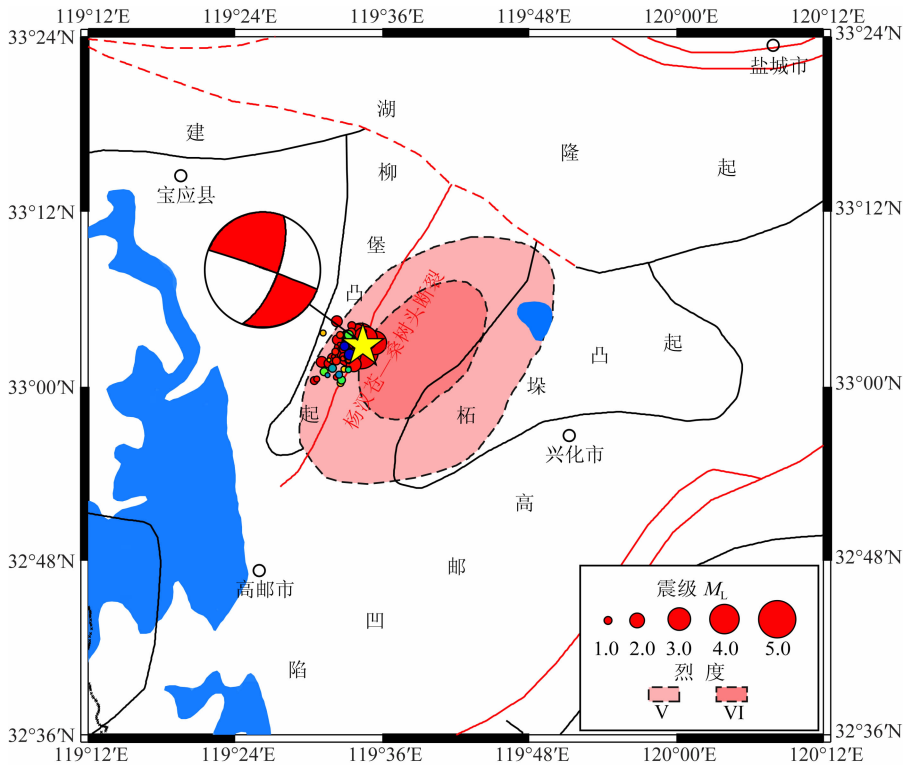 119°12′E 119°24′E 119°36′E 119°48′E 120°00′E 120°12′E
33°24′N 33°24′N
盐城市
湖
建
隆
起
柳
宝应县
33°12′N 33°12′N
堡
凸
杨汊苍—桑树头断裂
起
凸
33°00′N 33°00′N
垛
起
柘
兴化市
高
32°48′N 32°48′N
邮
高邮市
凹
陷
震级 ML
1.0 2.0 3.0 4.0 5.0
烈 度
V VI
32°36′N 32°36′N
119°12′E 119°24′E 119°36′E 119°48′E 120°00′E 120°12′E